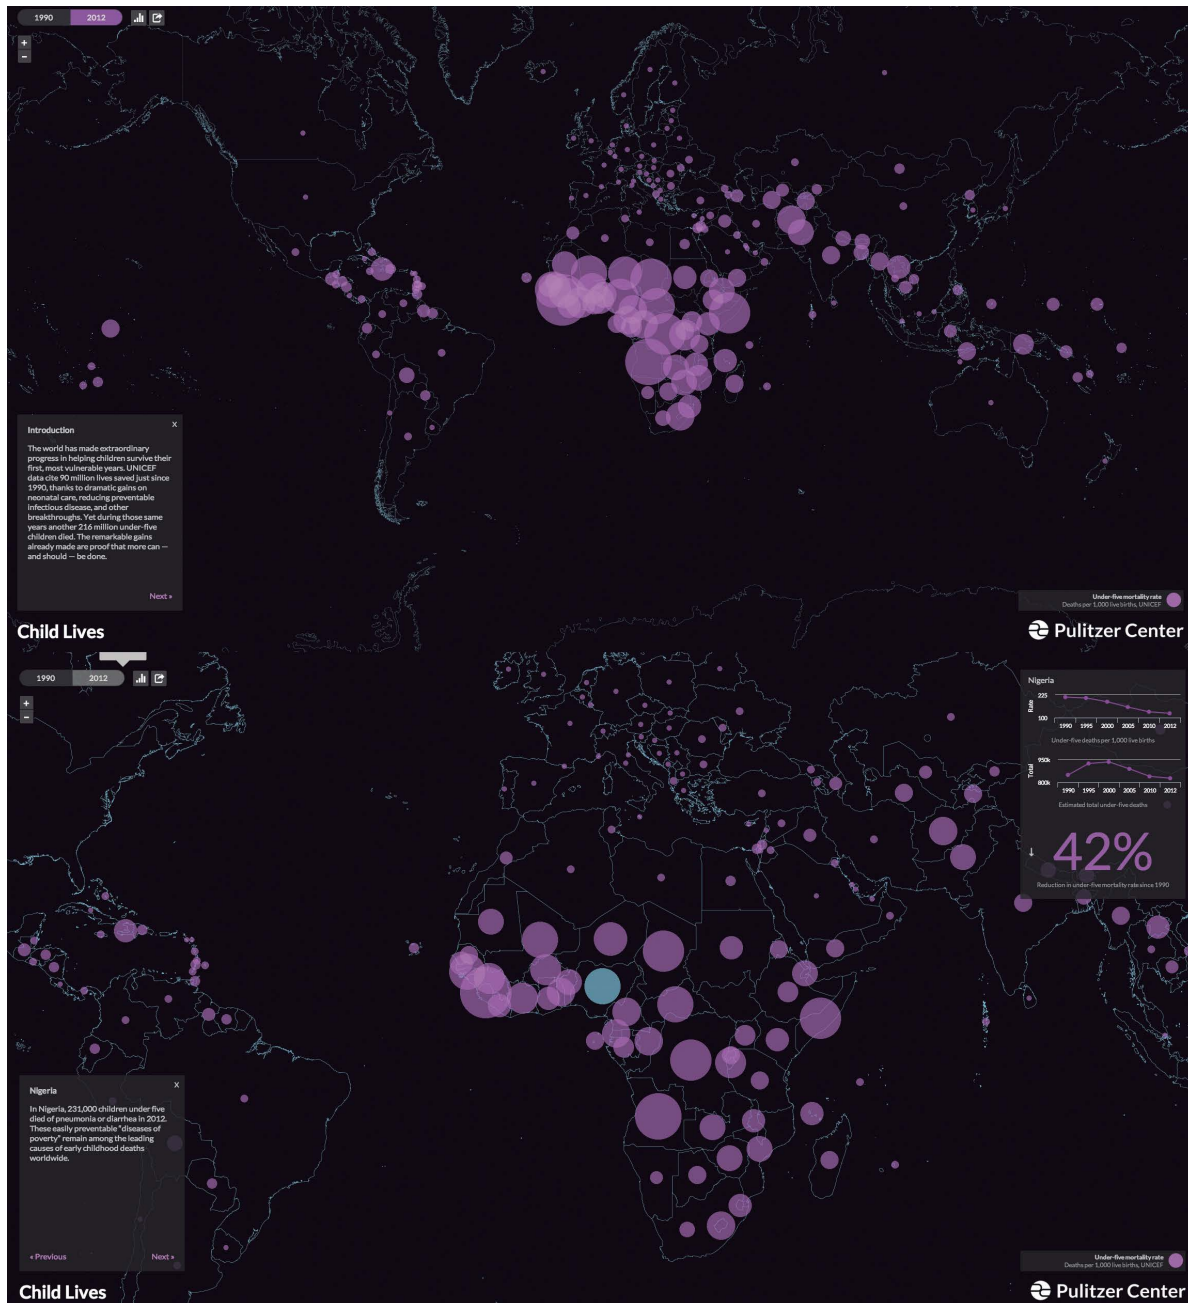 1990 2012
+
−
Introduction
X
The world has made extraordinary
progress in helping children survive their
first, most vulnerable years. UNICEF
data cite 90 million lives saved just since
1990, thanks to dramatic gains on
neonatal care, reducing preventable
infectious disease, and other
breakthroughs. Yet during those same
years another 216 million under-five
children died. The remarkable gains
already made are proof that more can —
and should — be done.
Next »
Under-five mortality rate
Deaths per 1,000 live births, UNICEF
Child Lives
Pulitzer Center
1990 2012
+
−
Nigeria
225
Rate
100
1990 1995 2000 2005 2010 2012
Under-five deaths per 1,000 live births
950k
Total
800k
1990 1995 2000 2005 2010 2012
Estimated total under-five deaths
↓ 42%
Reduction in under-five mortality rate since 1990
Nigeria
X
In Nigeria, 231,000 children under five
died of pneumonia or diarrhea in 2012.
These easily preventable "diseases of
poverty" remain among the leading
causes of early childhood deaths
worldwide.
« Previous Next »
Under-five mortality rate
Deaths per 1,000 live births, UNICEF
Child Lives
Pulitzer Center